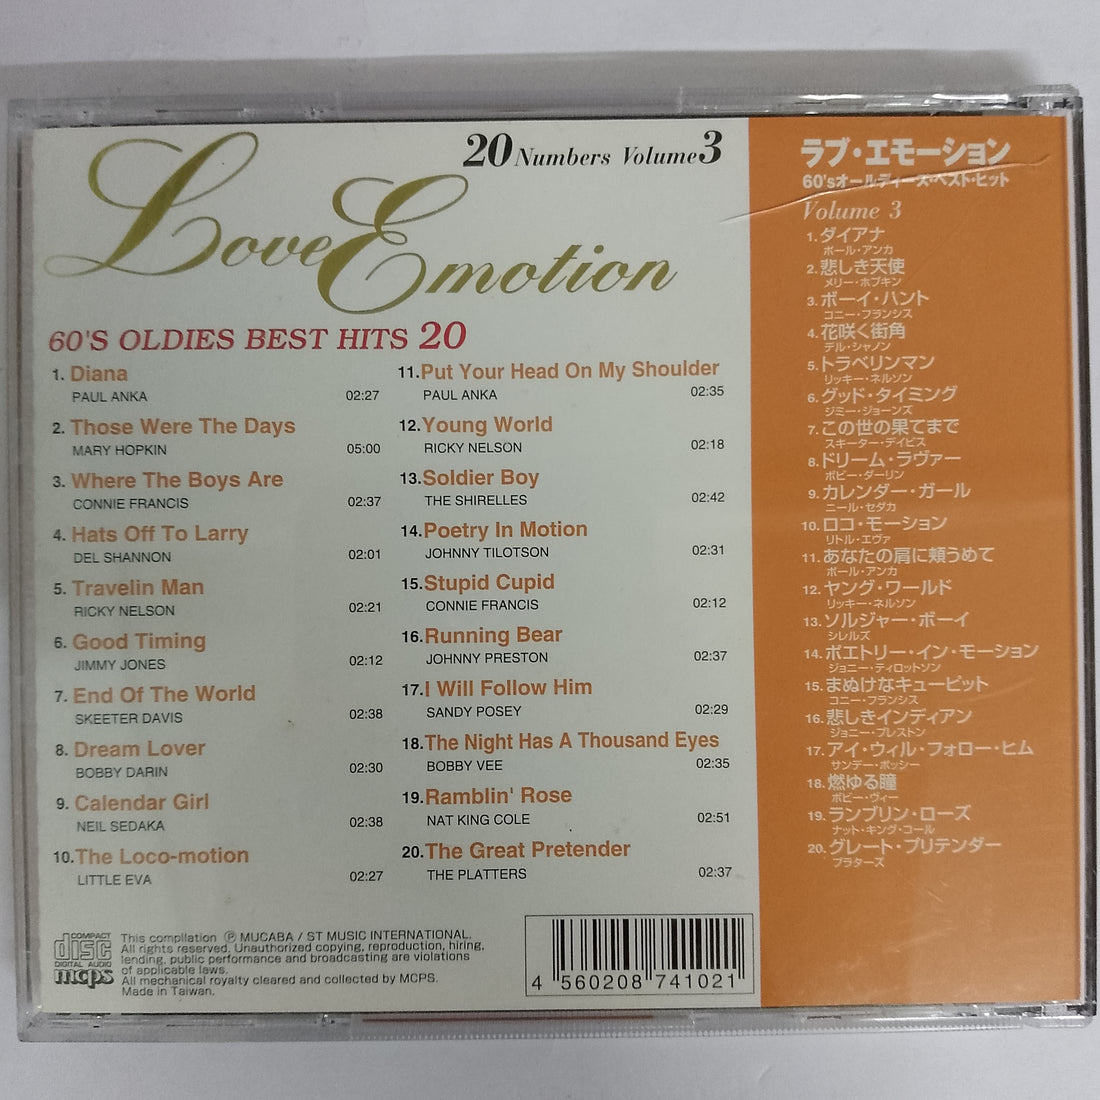 20 Numbers Volume 3
Love Emotion
60'S OLDIES BEST HITS 20
1. Diana
PAUL ANKA 02:27
2. Those Were The Days
MARY HOPKIN 05:00
3. Where The Boys Are
CONNIE FRANCIS 02:37
4. Hats Off To Larry
DEL SHANNON 02:01
5. Travelin Man
RICKY NELSON 02:21
6. Good Timing
JIMMY JONES 02:12
7. End Of The World
SKEETER DAVIS 02:38
8. Dream Lover
BOBBY DARIN 02:30
9. Calendar Girl
NEIL SEDAKA 02:38
10. The Loco-motion
LITTLE EVA 02:27
11. Put Your Head On My Shoulder
PAUL ANKA 02:35
12. Young World
RICKY NELSON 02:18
13. Soldier Boy
THE SHIRELLES 02:42
14. Poetry In Motion
JOHNNY TILOTSON 02:31
15. Stupid Cupid
CONNIE FRANCIS 02:12
16. Running Bear
JOHNNY PRESTON 02:37
17. I Will Follow Him
SANDY POSEY 02:29
18. The Night Has A Thousand Eyes
BOBBY VEE 02:35
19. Ramblin' Rose
NAT KING COLE 02:51
20. The Great Pretender
THE PLATTERS 02:37
COMPACT
disc
DIGITAL AUDIO
mcps
This compilation Ⓟ MUCABA / ST MUSIC INTERNATIONAL.
All rights reserved. Unauthorized copying, reproduction, hiring,
lending, public performance and broadcasting are violations
of applicable laws.
All mechanical royalty cleared and collected by MCPS.
Made in Taiwan.
4 560208 741021
ラブ・エモーション
60'sオールディーズ・ベスト・ヒット
Volume 3
1. ダイアナ
ポール・アンカ
2. 悲しき天使
メリー・ホプキン
3. ボーイ・ハント
コニー・フランシス
4. 花咲く街角
デル・シャノン
5. トラベリンマン
リッキー・ネルソン
6. グッド・タイミング
ジミー・ジョーンズ
7. この世の果てまで
スキーター・デイビス
8. ドリーム・ラヴァー
ボビー・ダーリン
9. カレンダー・ガール
ニール・セダカ
10. ロコ・モーション
リトル・エヴァ
11. あなたの肩に頬うめて
ポール・アンカ
12. ヤング・ワールド
リッキー・ネルソン
13. ソルジャー・ボーイ
シレルズ
14. ポエトリー・イン・モーション
ジョニー・ティロットソン
15. まぬけなキューピット
コニー・フランシス
16. 悲しきインディアン
ジョニー・プレストン
17. アイ・ウィル・フォロー・ヒム
サンデー・ポッシー
18. 燃ゆる瞳
ボビー・ヴィー
19. ランブリン・ローズ
ナット・キング・コール
20. グレート・プリテンダー
プラターズ